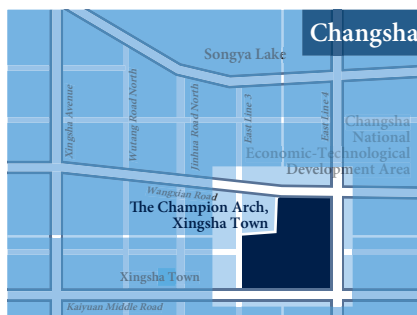 Changsha
Songya Lake
Xingsha Avenue
Wutang Road North
Jinhua Road North
East Line 3
East Line 4
Changsha
National
Economic-Technological
Development Area
Wangxian Road
The Champion Arch,
Xingsha Town
Xingsha Town
Kaiyuan Middle Road